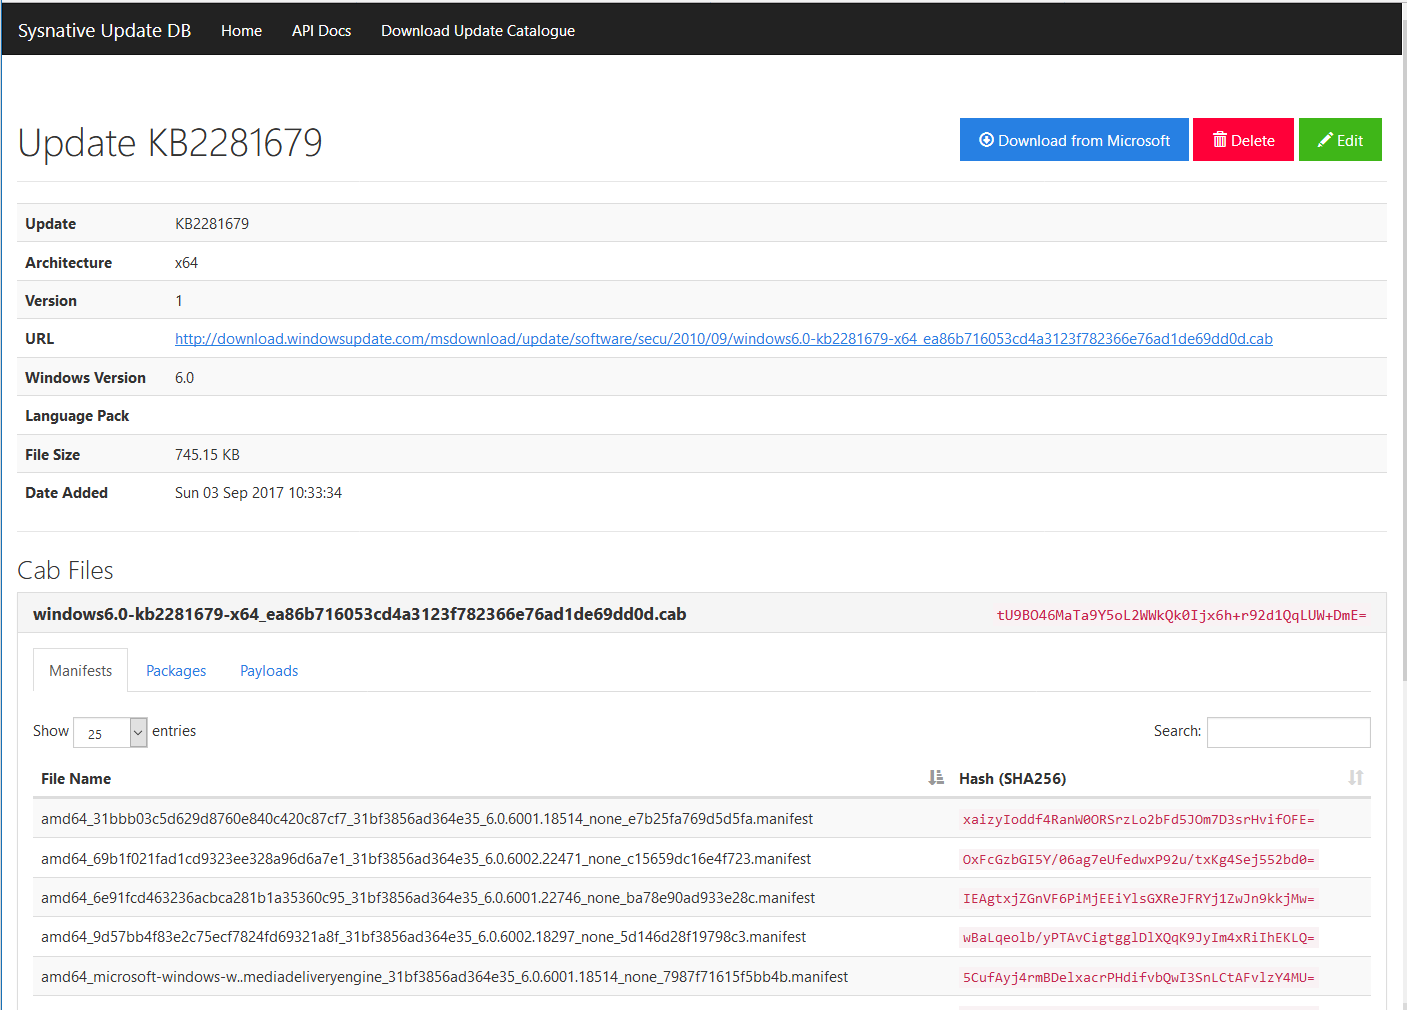 Sysnative Update DB Home API Docs Download Update Catalogue
Update KB2281679 Download from Microsoft Delete Edit
Update KB2281679
Architecture x64
Version 1
URL http://download.windowsupdate.com/msdownload/update/software/secu/2010/09/windows6.0-kb2281679-x64_ea86b716053cd4a3123f782366e76ad1de69dd0d.cab
Windows Version 6.0
Language Pack
File Size 745.15 KB
Date Added Sun 03 Sep 2017 10:33:34
Cab Files
windows6.0-kb2281679-x64_ea86b716053cd4a3123f782366e76ad1de69dd0d.cab tU9BO46MaTa9Y5oL2WWkQk0Ijx6h+r92d1QqLUW+DmE=
Manifests Packages Payloads
Show 25 entries Search:
File Name Hash (SHA256)
amd64_31bbb03c5d629d8760e840c420c87cf7_31bf3856ad364e35_6.0.6001.18514_none_e7b25fa769d5d5fa.manifest xaizyIoddf4RanW0ORSrzLo2bFd5JOm7D3srHvifOFE=
amd64_69b1f021fad1cd9323ee328a96d6a7e1_31bf3856ad364e35_6.0.6002.22471_none_c15659dc16e4f723.manifest OxFcGzbGI5Y/06ag7eUfedwxP92u/txKg4Sej552bd0=
amd64_6e91fcd463236acbca281b1a35360c95_31bf3856ad364e35_6.0.6001.22746_none_ba78e90ad933e28c.manifest IEAgtxjZGnVF6PiMjEEiYlsGXReJFRYj1ZwJn9kkjMw=
amd64_9d57bb4f83e2c75ecf7824fd69321a8f_31bf3856ad364e35_6.0.6002.18297_none_5d146d28f19798c3.manifest wBaLqeolb/yPTAvCigtgglDlXQqK9JyIm4xRiIhEKLQ=
amd64_microsoft-windows-w..mediadeliveryengine_31bf3856ad364e35_6.0.6001.18514_none_7987f71615f5bb4b.manifest 5CufAyj4rmBDelxacrPHdifvbQwI3SnLCtAFvlzY4MU=